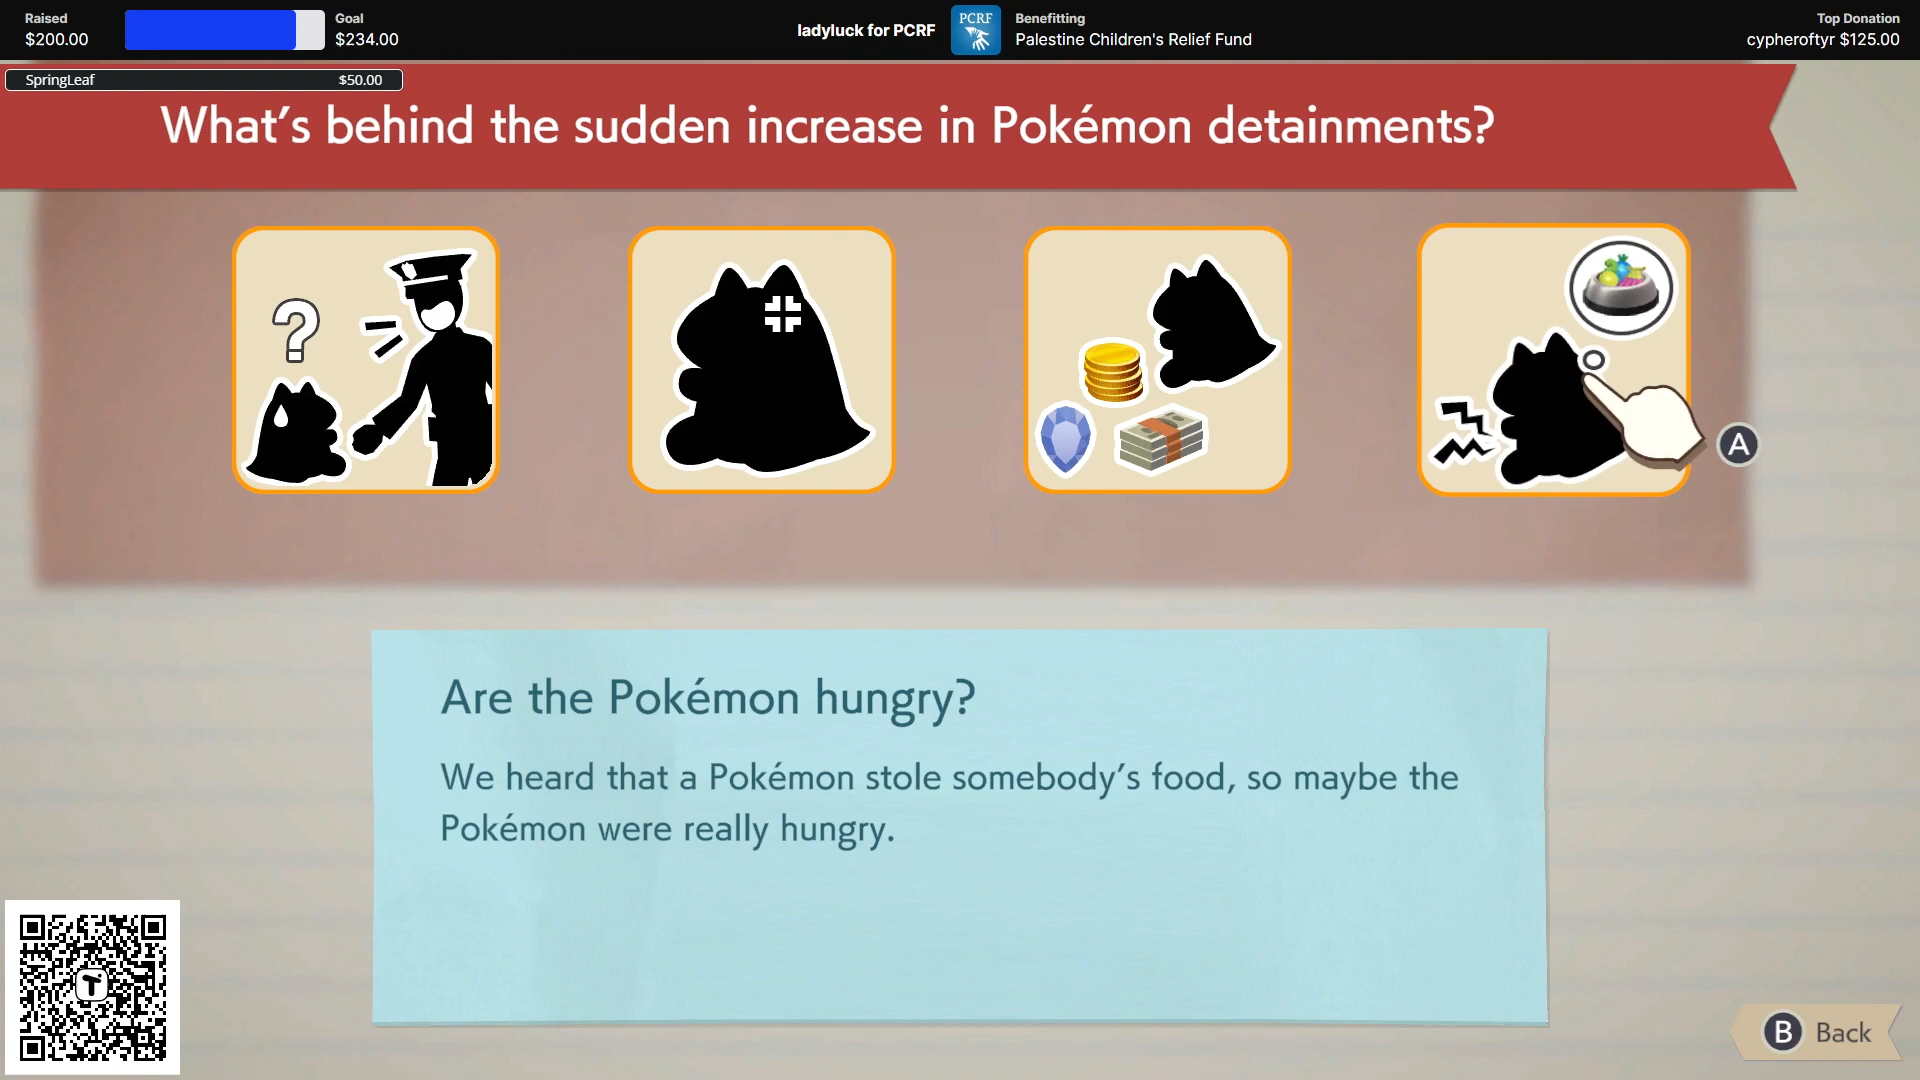 Raised
$200.00
Goal
$234.00
ladyluck for PCRF
PCRF
Benefitting
Palestine Children's Relief Fund
Top Donation
cypheroftyr $125.00
SpringLeaf $50.00
What's behind the sudden increase in Pokémon detainments?
?
A
Are the Pokémon hungry?
We heard that a Pokémon stole somebody's food, so maybe the
Pokémon were really hungry.
T
B Back